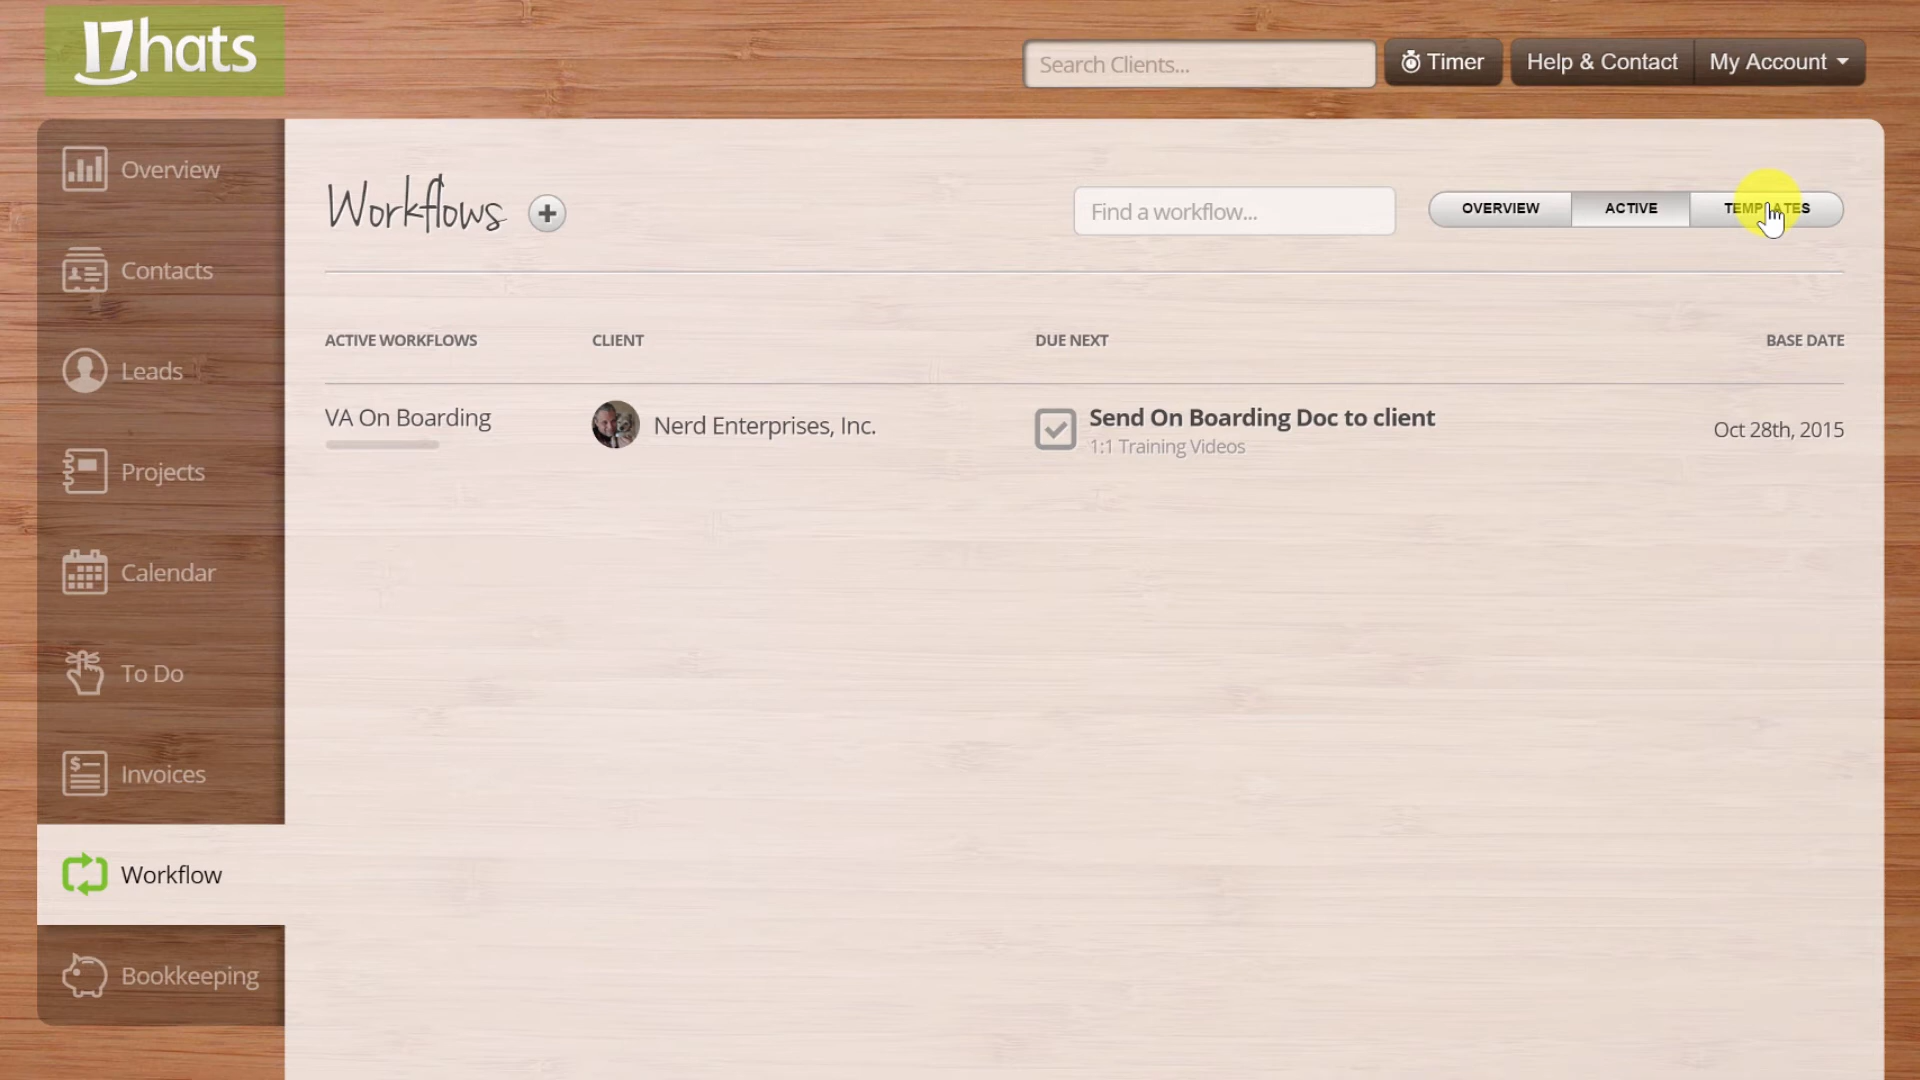 17hats
Search Clients...
Timer
Help & Contact
My Account
Overview
Contacts
Leads
Projects
Calendar
To Do
Invoices
Workflow
Bookkeeping
Workflows
Find a workflow...
OVERVIEW
ACTIVE
TEMPLATES
ACTIVE WORKFLOWS
CLIENT
DUE NEXT
BASE DATE
VA On Boarding
Nerd Enterprises, Inc.
Send On Boarding Doc to client
1:1 Training Videos
Oct 28th, 2015